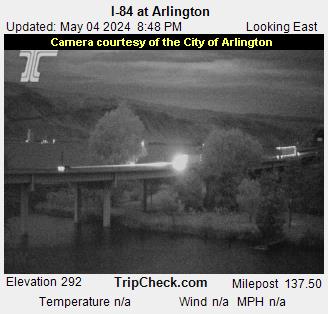 I-84 at Arlington
Updated: May 04 2024 8:48 PM Looking East
Camera courtesy of the City of Arlington
Elevation 292 TripCheck.com Milepost 137.50
Temperature n/a Wind n/a MPH n/a